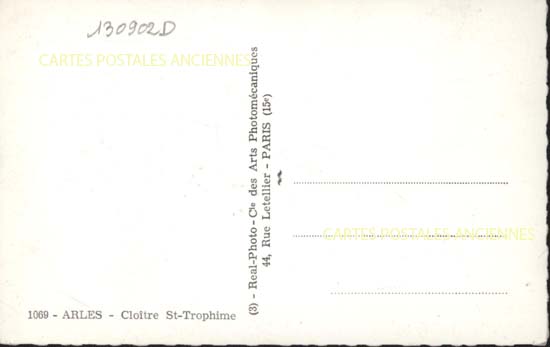 130902D
CARTES POSTALES ANCIENNES
(3) - Real-Photo - Cie des Arts Photomécaniques
44, Rue Letellier - PARIS (15e)
CARTES POSTALES ANCIENNES
1069 - ARLES - Cloître St-Trophime